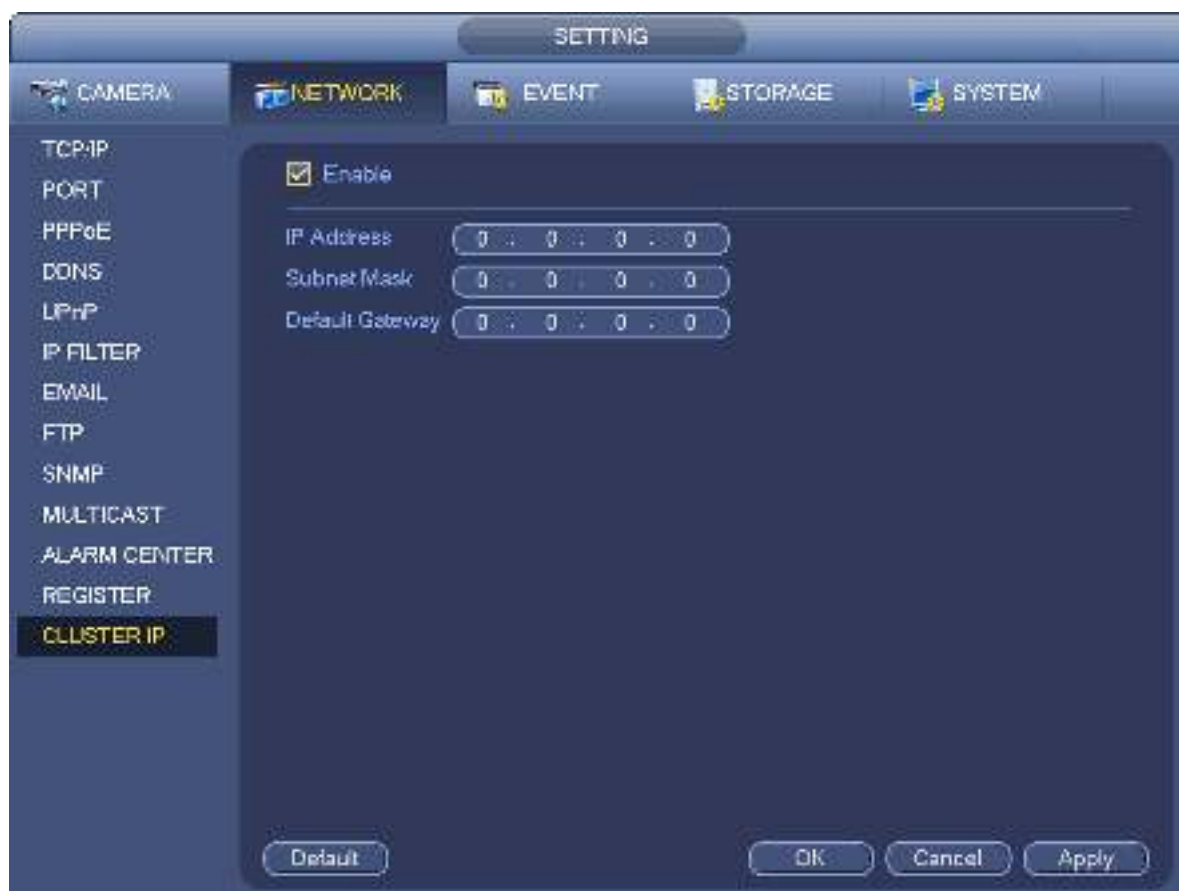 SETTING
CAMERA NETWORK EVENT STORAGE SYSTEM
TCP/IP
PORT
PPPoE
DDNS
UPnP
IP FILTER
EMAIL
FTP
SNMP
MULTICAST
ALARM CENTER
REGISTER
CLUSTER IP
Enable
IP Address 0 . 0 . 0 . 0
Subnet Mask 0 . 0 . 0 . 0
Default Gateway 0 . 0 . 0 . 0
Default OK Cancel Apply